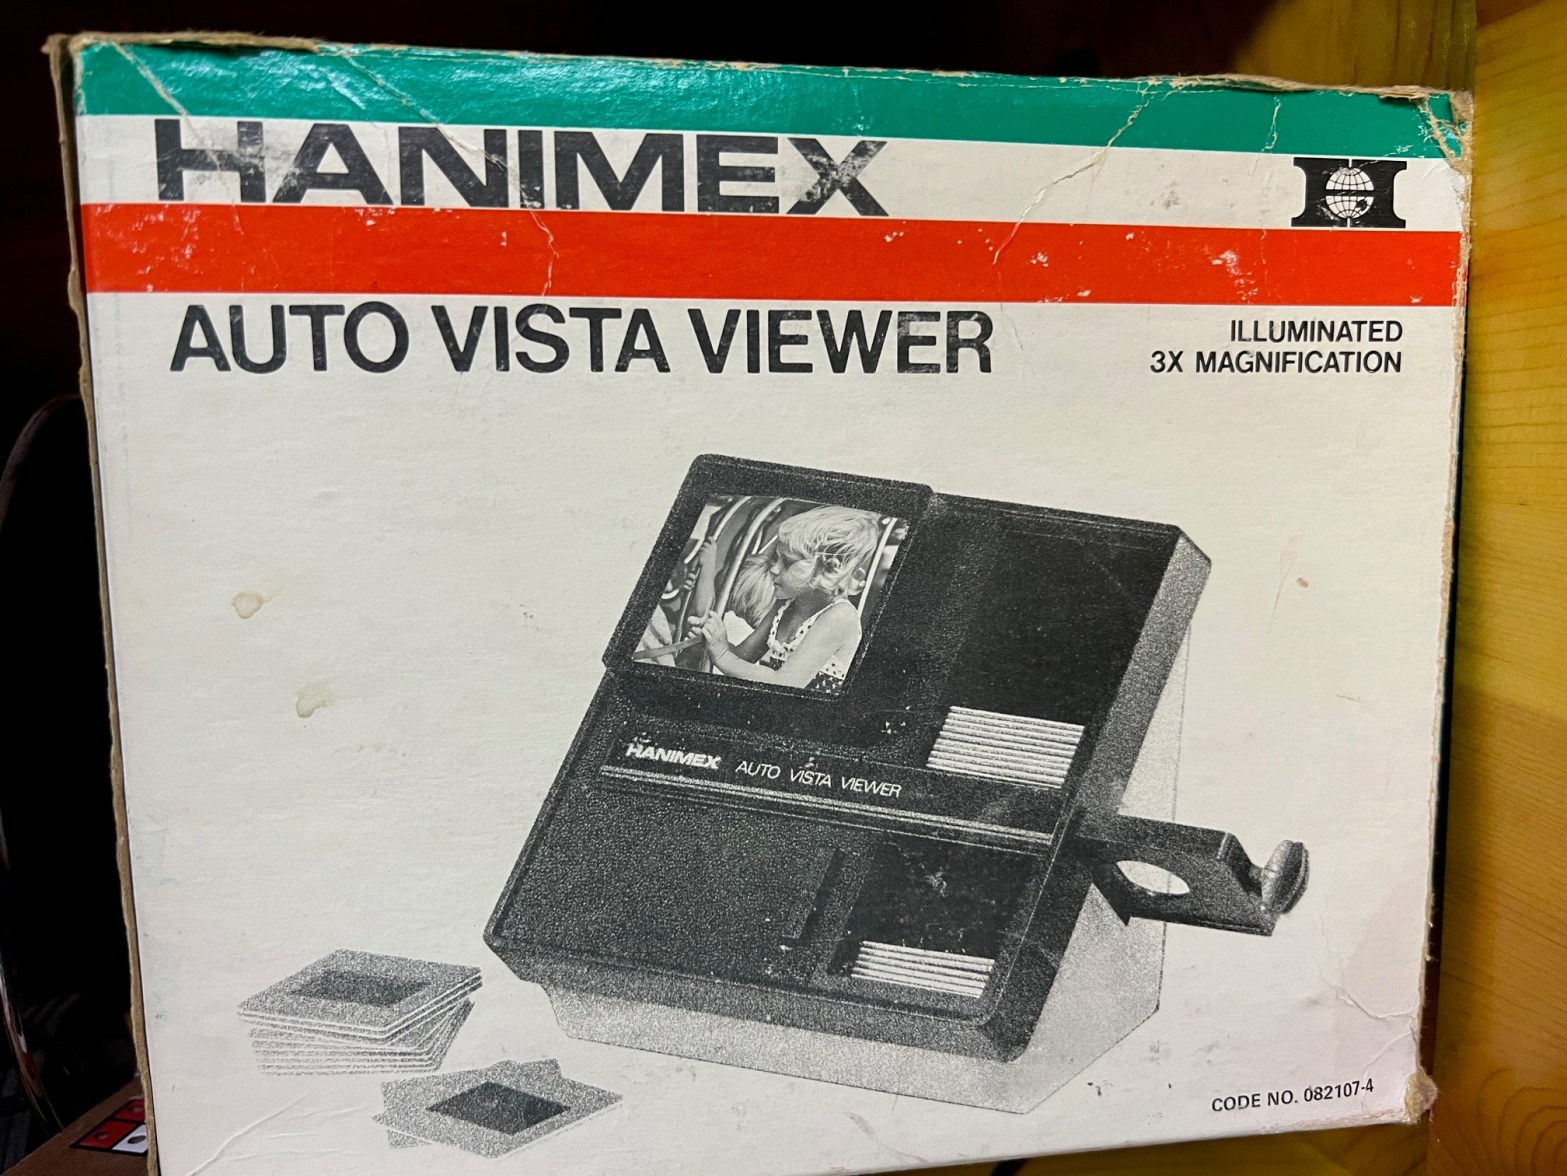 HANIMEX
H
AUTO VISTA VIEWER
ILLUMINATED
3X MAGNIFICATION
HANIMEX AUTO VISTA VIEWER
CODE NO. 082107-4